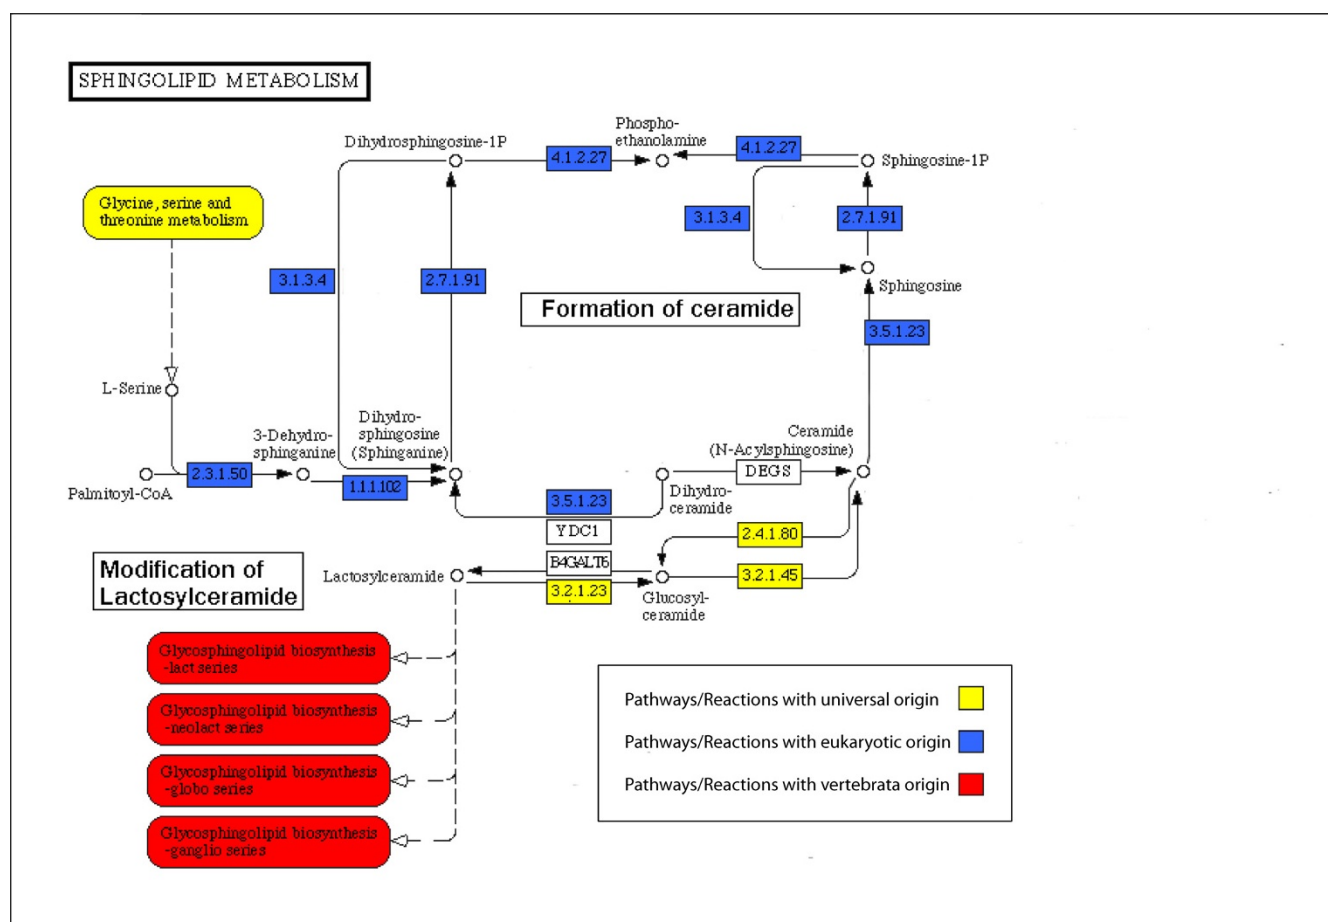 SPHINGOLIPID METABOLISM
Dihydrosphingosine-1P
Phospho-
ethanolamine
Sphingosine-1P
4.1.2.27
4.1.2.27
Glycine, serine and
threonine metabolism
3.1.3.4
2.7.1.91
3.1.3.4
2.7.1.91
Sphingosine
Formation of ceramide
3.5.1.23
L-Serine
3-Dehydro-
sphinganine
Dihydro-
sphingosine
(Sphinganine)
Ceramide
(N-Acylsphingosine)
Palmitoyl-CoA
2.3.1.50
1.1.1.102
DEGS
Dihydro-
ceramide
3.5.1.23
YDC1
2.4.1.80
B4GALT6
3.2.1.45
3.2.1.23
Modification of
Lactosylceramide
Lactosylceramide
Glucosyl-
ceramide
Glycosphingolipid biosynthesis
-lact series
Glycosphingolipid biosynthesis
-neolact series
Glycosphingolipid biosynthesis
-globo series
Glycosphingolipid biosynthesis
-ganglio series
Pathways/Reactions with universal origin
Pathways/Reactions with eukaryotic origin
Pathways/Reactions with vertebrata origin